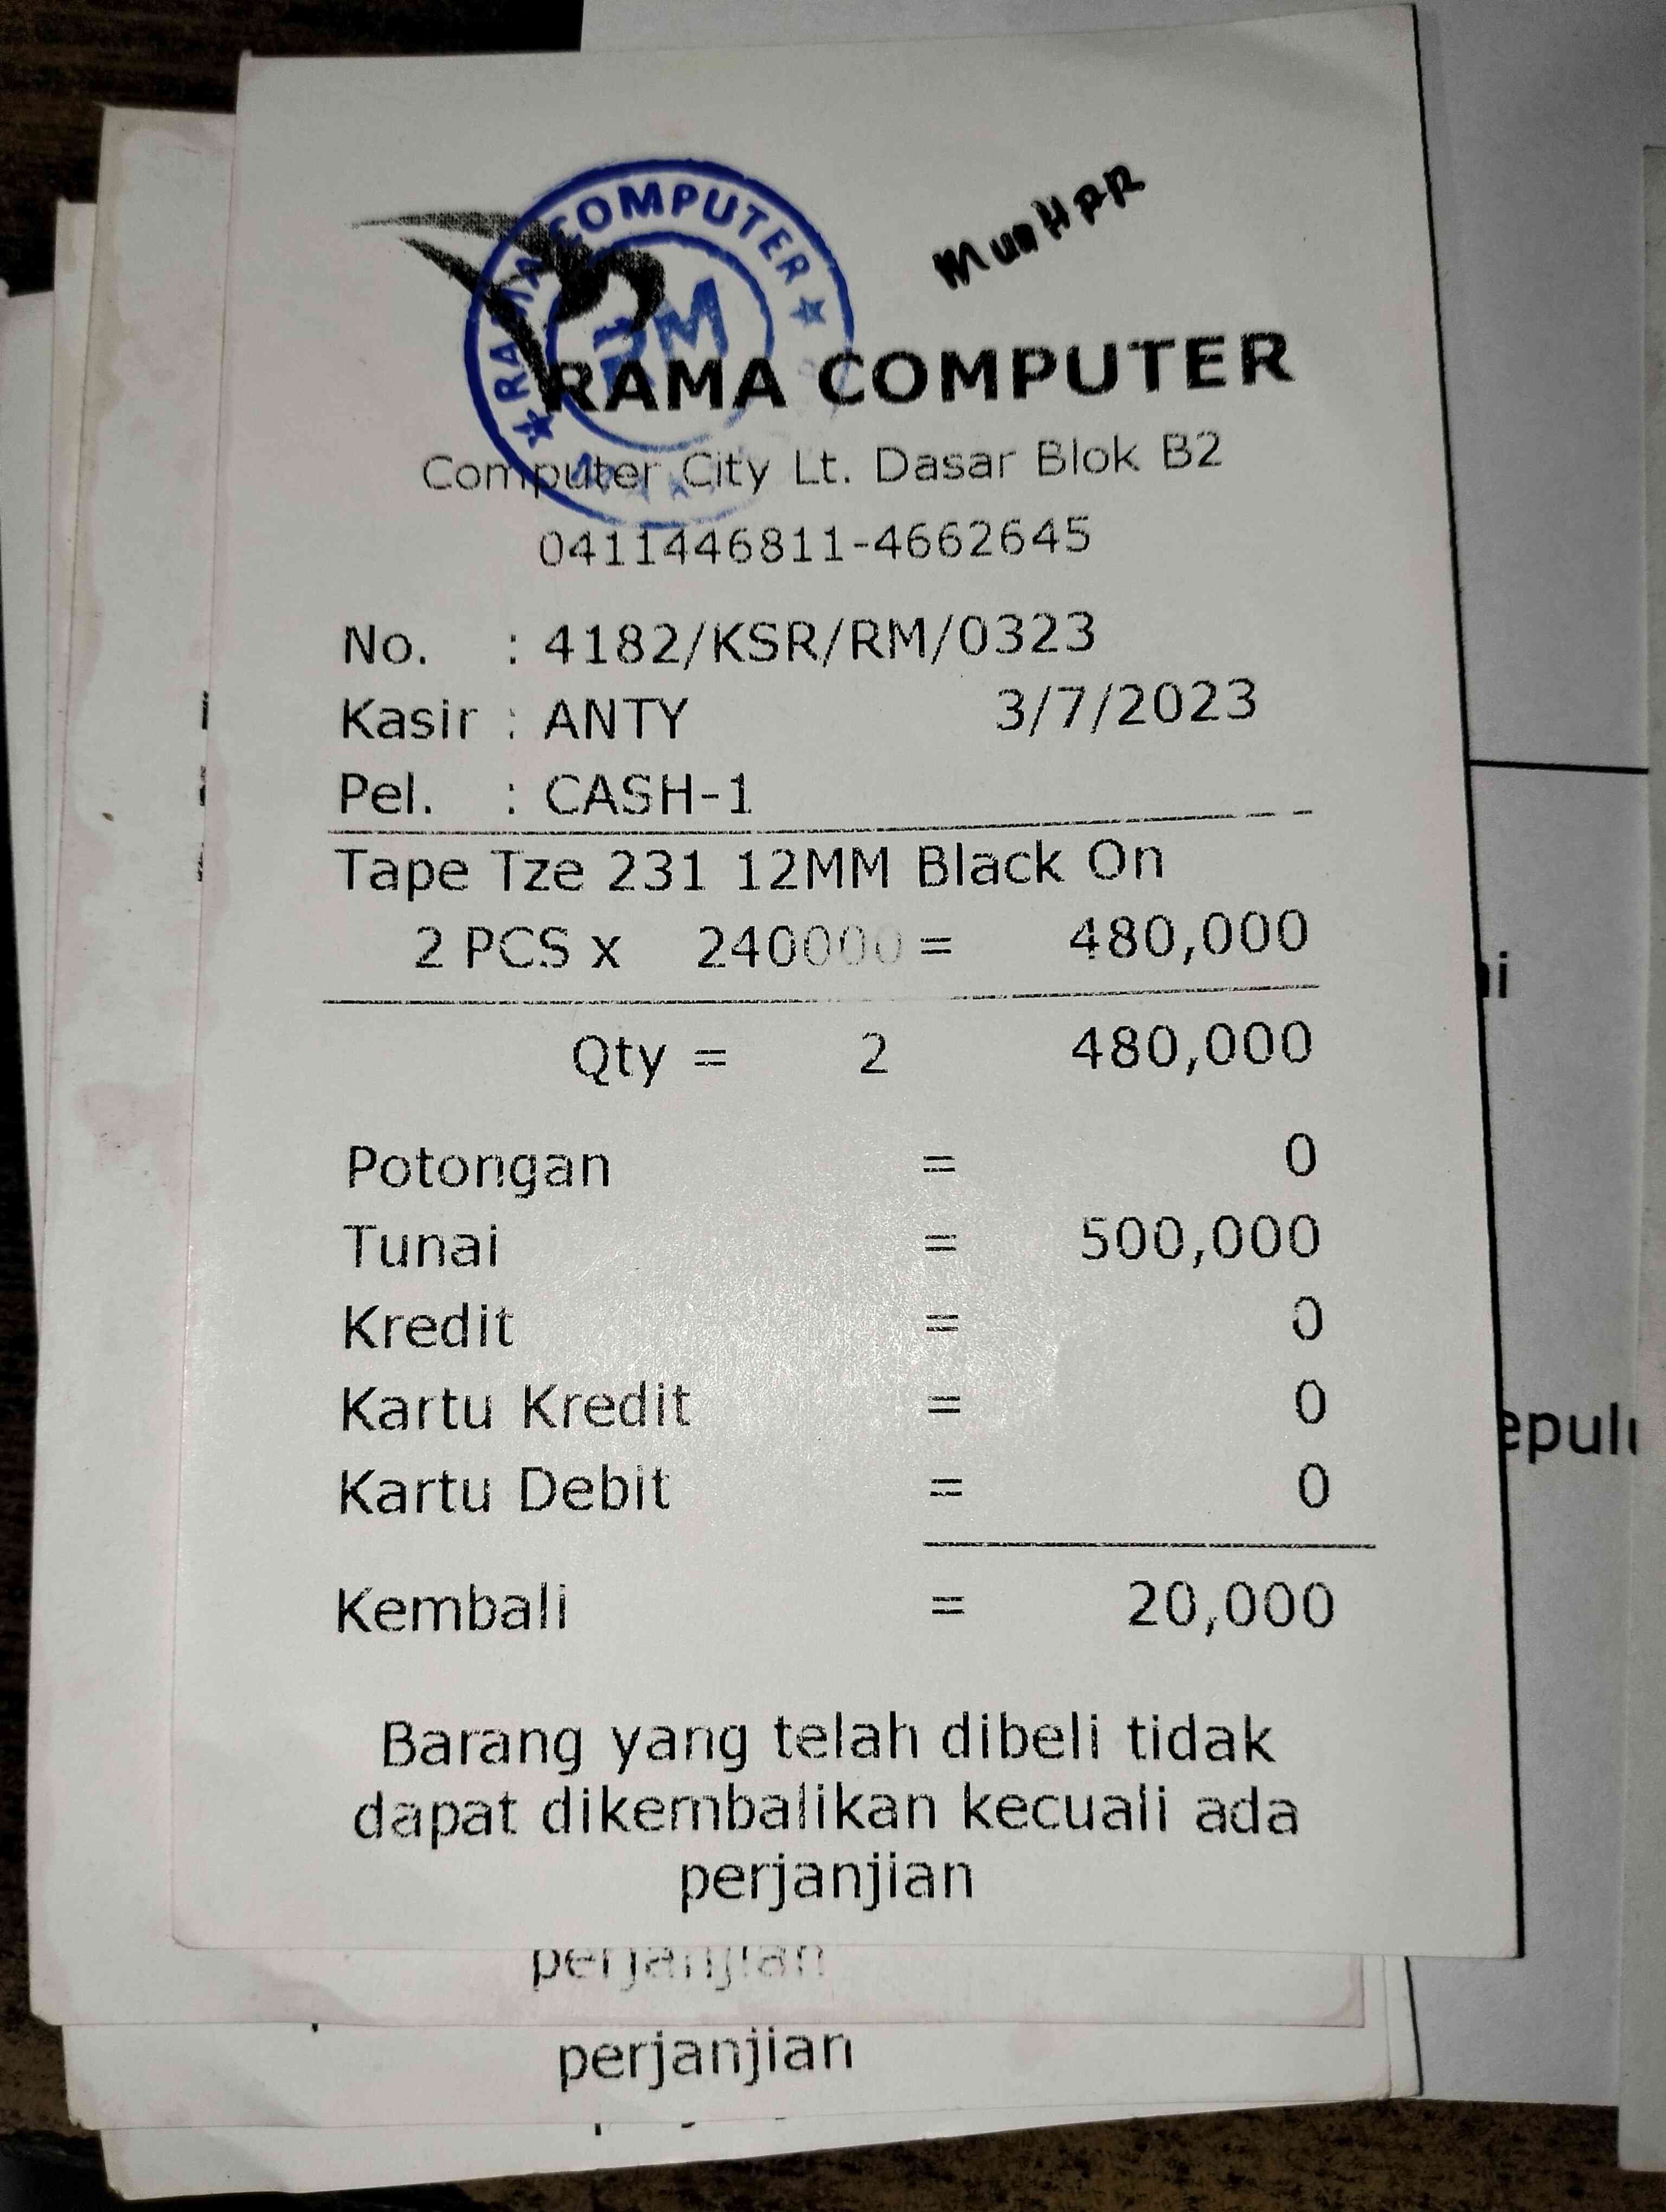 RAMA COMPUTER
RM
RAMA COMPUTER
Computer City Lt. Dasar Blok B2
0411446811-4662645
No. : 4182/KSR/RM/0323
Kasir : ANTY 3/7/2023
Pel. : CASH-1
Tape Tze 231 12MM Black On
2 PCS x 240000 = 480,000
Qty = 2 480,000
Potongan = 0
Tunai = 500,000
Kredit = 0
Kartu Kredit = 0
Kartu Debit = 0
Kembali = 20,000
Barang yang telah dibeli tidak
dapat dikembalikan kecuali ada
perjanjian
perjanjian
perjanjian